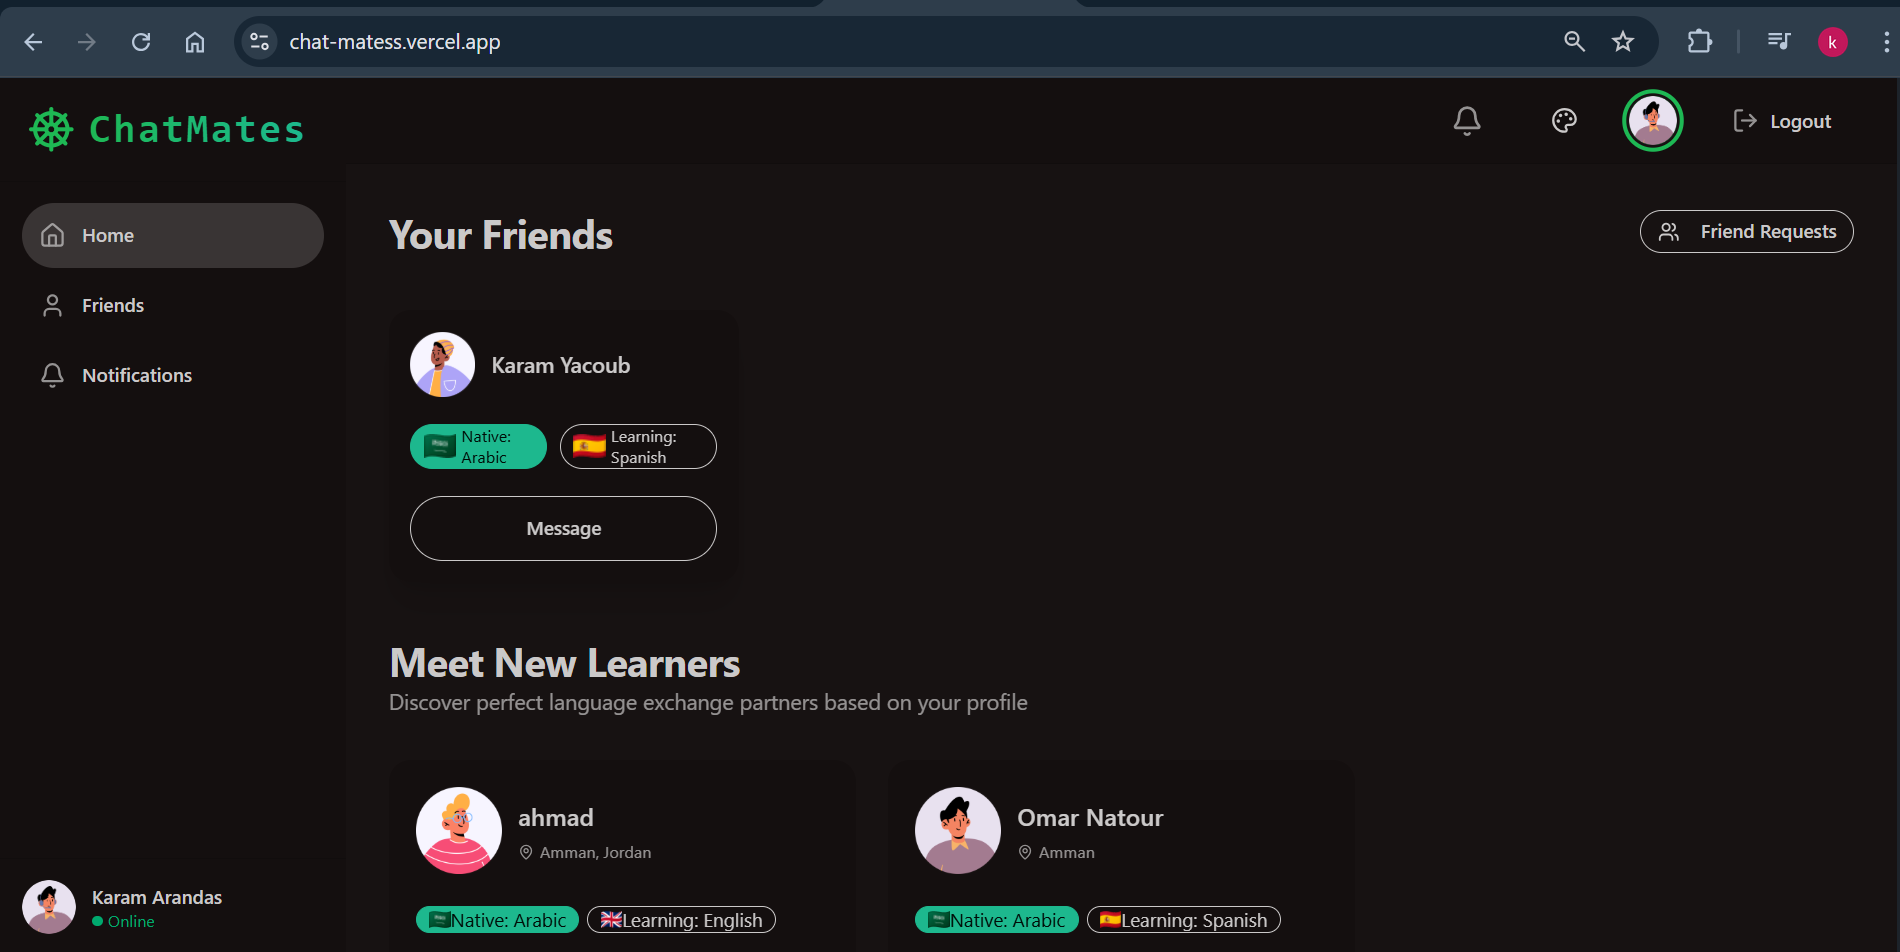 chat-matess.vercel.app
k
ChatMates
Logout
Home
Friends
Notifications
Your Friends
Friend Requests
Karam Yacoub
Native:
Arabic
Learning:
Spanish
Message
Meet New Learners
Discover perfect language exchange partners based on your profile
ahmad
Amman, Jordan
Native: Arabic
Learning: English
Omar Natour
Amman
Native: Arabic
Learning: Spanish
Karam Arandas
Online